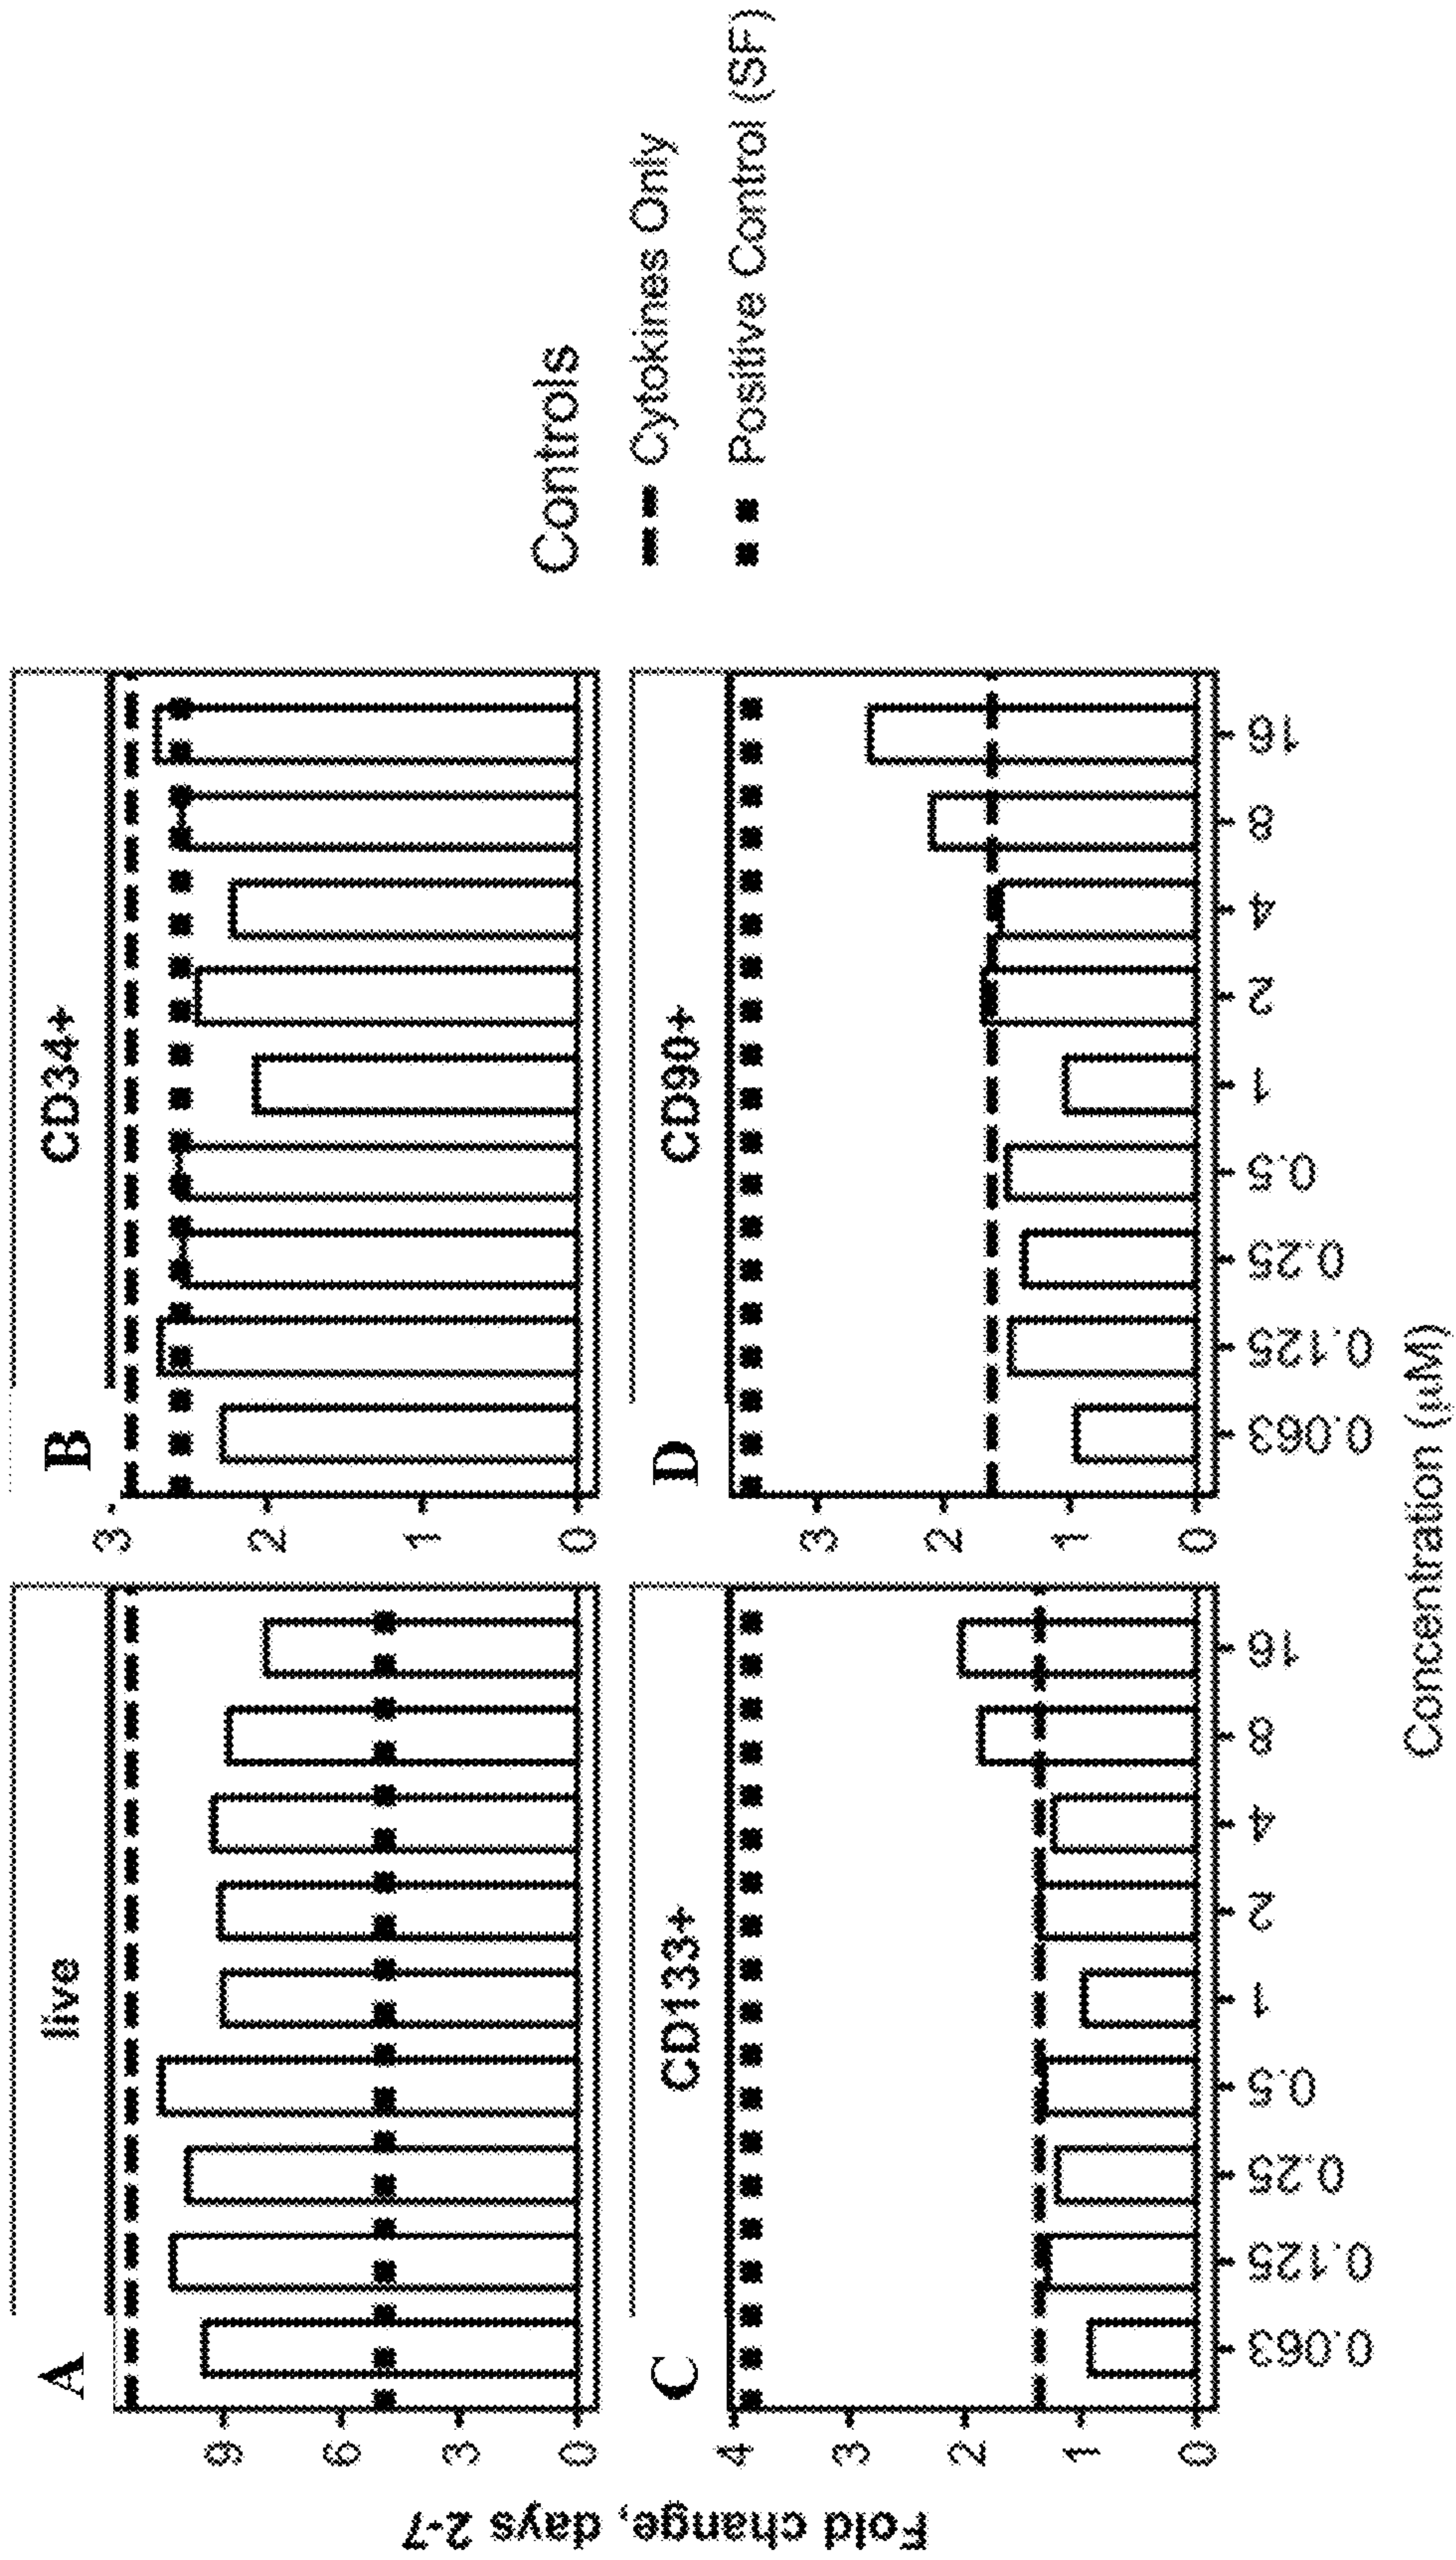 A
live
B
CD34+
9
6
3
0
3
2
1
0
C
CD133+
D
CD90+
4
3
2
1
0
3
2
1
0
0.063
0.125
0.25
0.5
1
2
4
8
16
0.063
0.125
0.25
0.5
1
2
4
8
16
Fold change, days 2-7
Concentration (µM)
Controls
Cytokines Only
Positive Control (SF)